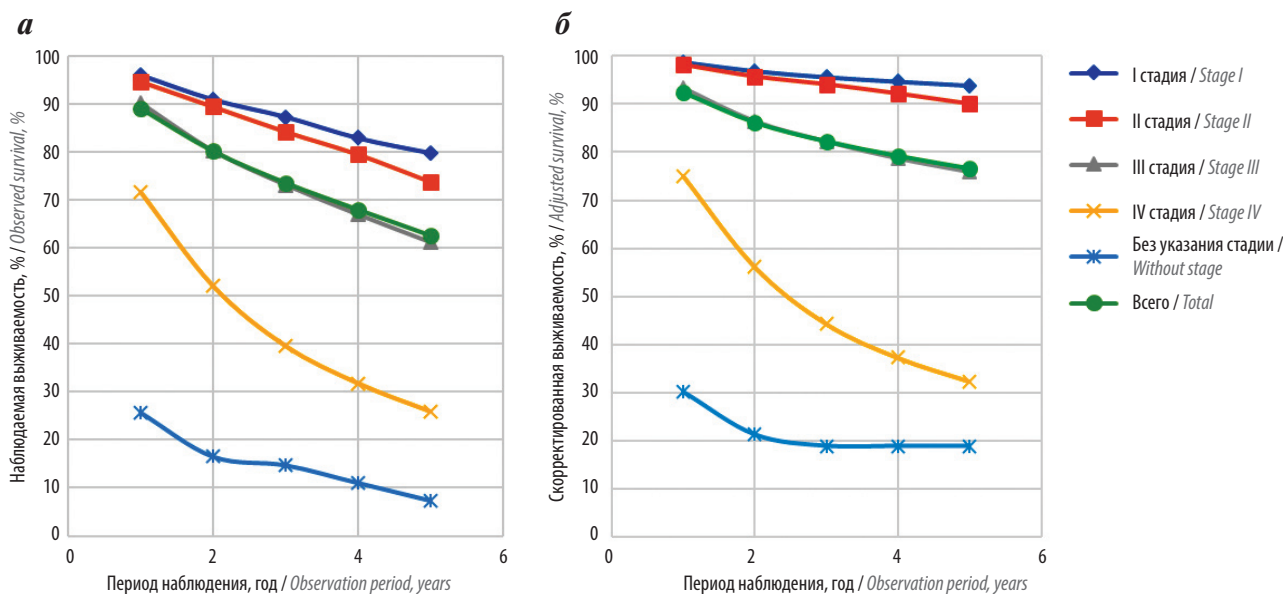 а
Наблюдаемая выживаемость, % / Observed survival, %
100
90
80
70
60
50
40
30
20
10
0
0
2
4
6
Период наблюдения, год / Observation period, years
б
Скорректированная выживаемость, % / Adjusted survival, %
100
90
80
70
60
50
40
30
20
10
0
0
2
4
6
Период наблюдения, год / Observation period, years
I стадия / Stage I
II стадия / Stage II
III стадия / Stage III
IV стадия / Stage IV
Без указания стадии /
Without stage
Всего / Total